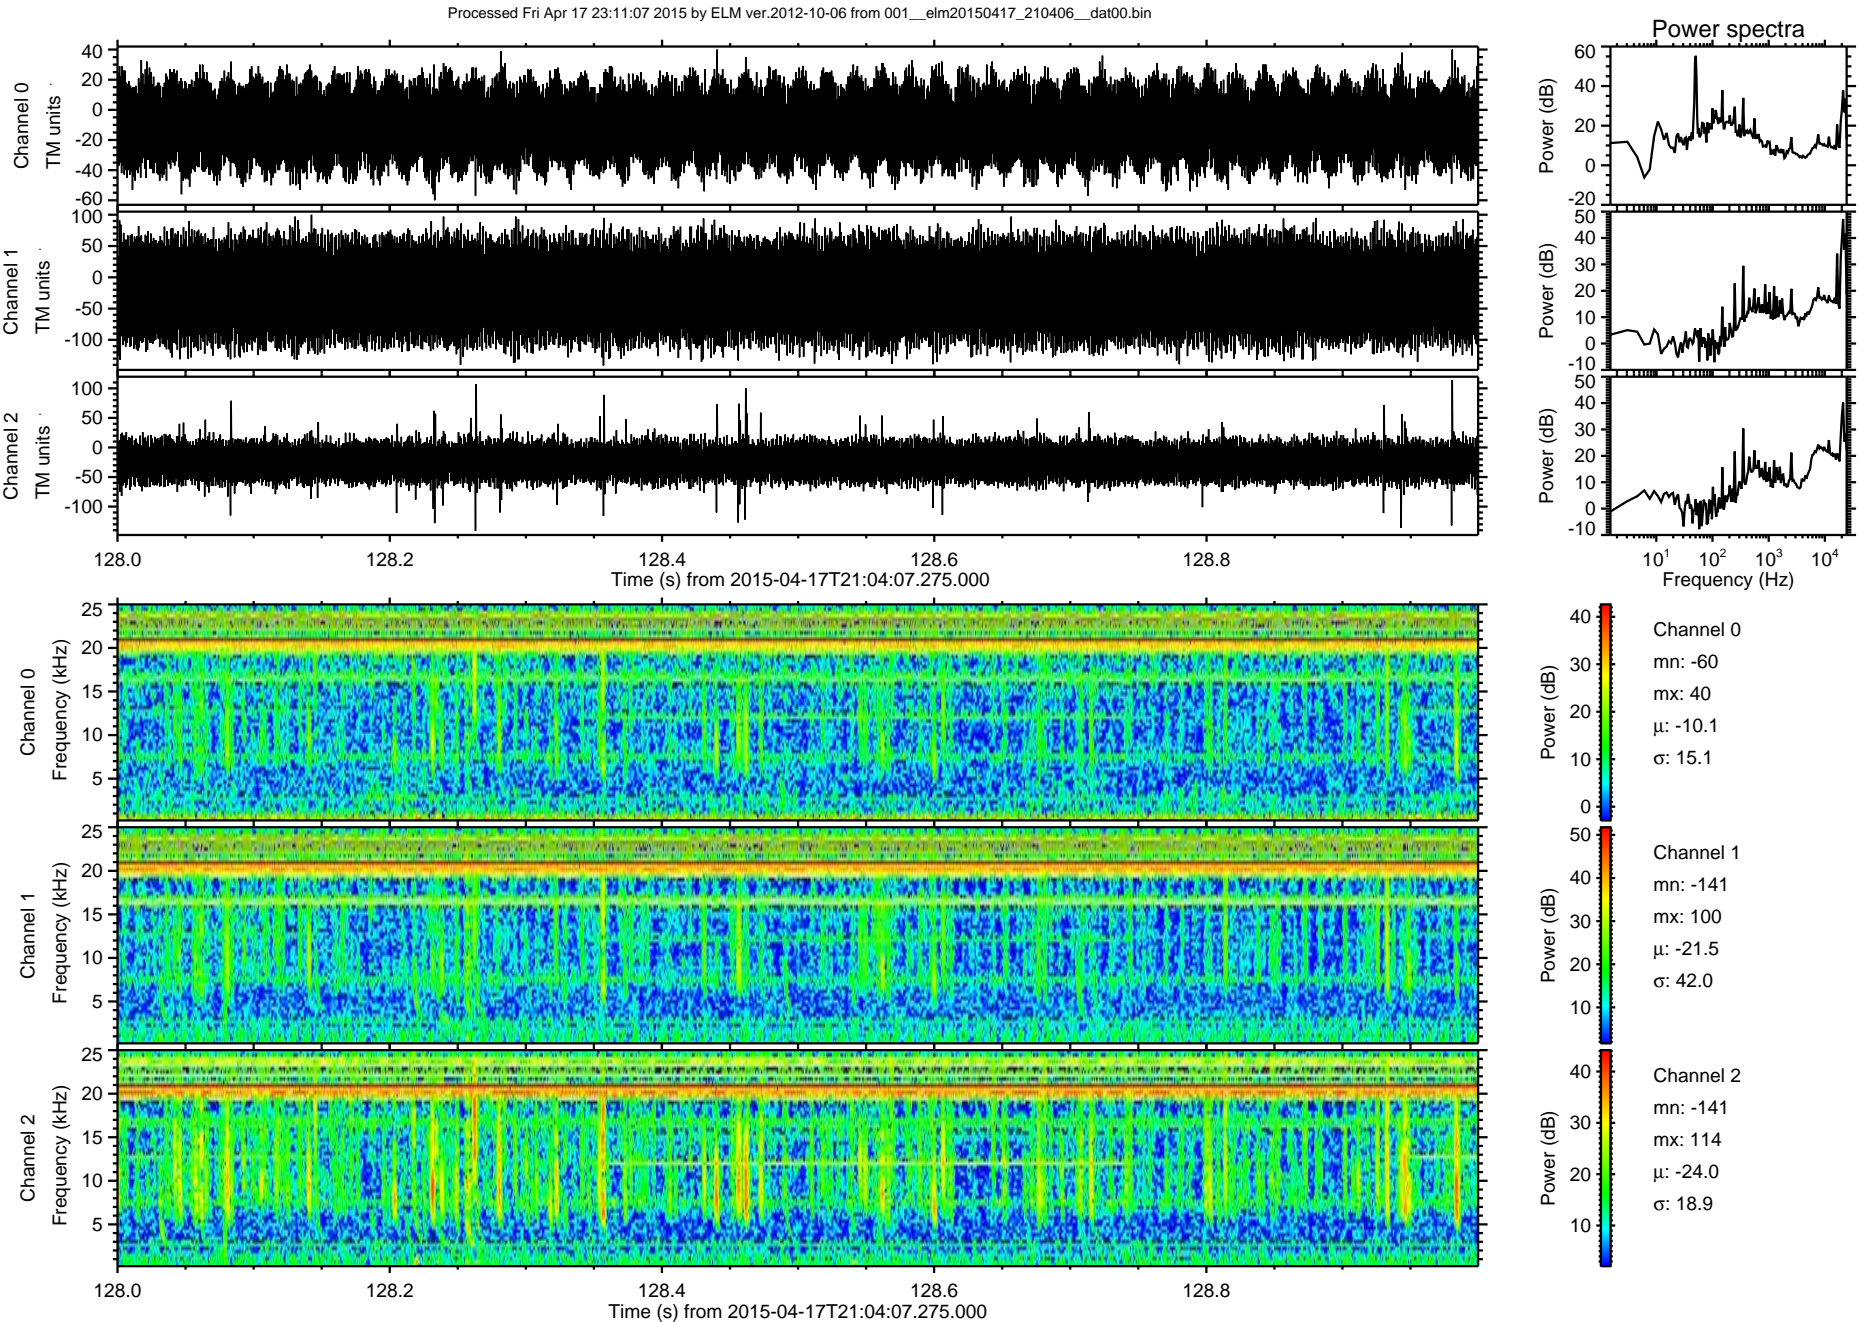 Processed Fri Apr 17 23:11:07 2015 by ELM ver.2012-10-06 from 001__elm20150417_210406__dat00.bin
Power spectra
Channel 0
TM units
40
20
0
-20
-40
-60
Power (dB)
60
40
20
0
-20
Channel 1
TM units
100
50
0
-50
-100
Power (dB)
50
40
30
20
10
0
-10
Channel 2
TM units
100
50
0
-50
-100
Power (dB)
50
40
30
20
10
0
-10
128.0 128.2 128.4 128.6 128.8
Time (s) from 2015-04-17T21:04:07.275.000
10¹ 10² 10³ 10⁴
Frequency (Hz)
Channel 0
Frequency (kHz)
25
20
15
10
5
Power (dB)
40
30
20
10
0
Channel 0
mn: -60
mx: 40
μ: -10.1
σ: 15.1
Channel 1
Frequency (kHz)
25
20
15
10
5
Power (dB)
50
40
30
20
10
Channel 1
mn: -141
mx: 100
μ: -21.5
σ: 42.0
Channel 2
Frequency (kHz)
25
20
15
10
5
Power (dB)
40
30
20
10
Channel 2
mn: -141
mx: 114
μ: -24.0
σ: 18.9
128.0 128.2 128.4 128.6 128.8
Time (s) from 2015-04-17T21:04:07.275.000